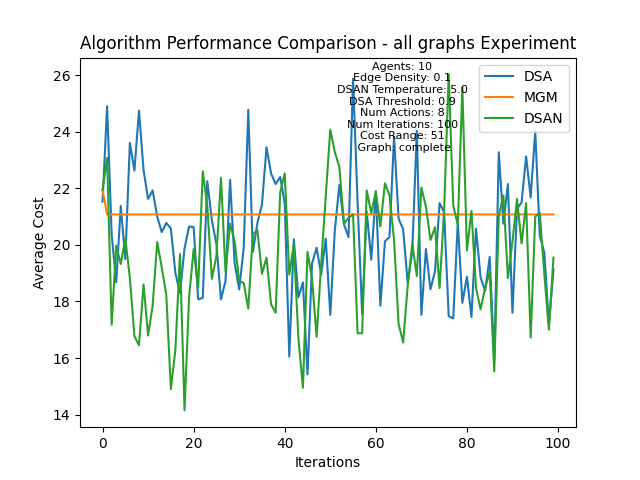 Algorithm Performance Comparison - all graphs Experiment
Agents: 10
Edge Density: 0.1
DSAN Temperature: 5.0
DSA Threshold: 0.9
Num Actions: 8
Num Iterations: 100
Cost Range: 51
Graph: complete
DSA
MGM
DSAN
Average Cost
26
24
22
20
18
16
14
0
20
40
60
80
100
Iterations